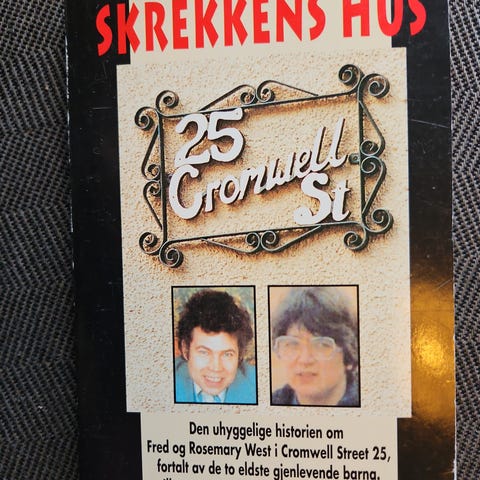 SKREKKENS HUS
25
Cromwell
St
Den uhyggelige historien om
Fred og Rosemary West i Cromwell Street 25,
fortalt av de to eldste gjenlevende barna.